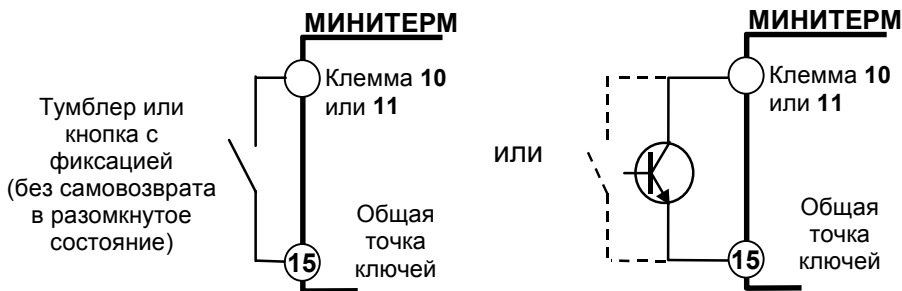 МИНИТЕРМ
Клемма 10
или 11
Тумблер или
кнопка с
фиксацией
(без самовозврата
в разомкнутое
состояние)
Общая
точка
ключей
15
или
МИНИТЕРМ
Клемма 10
или 11
Общая
точка
ключей
15